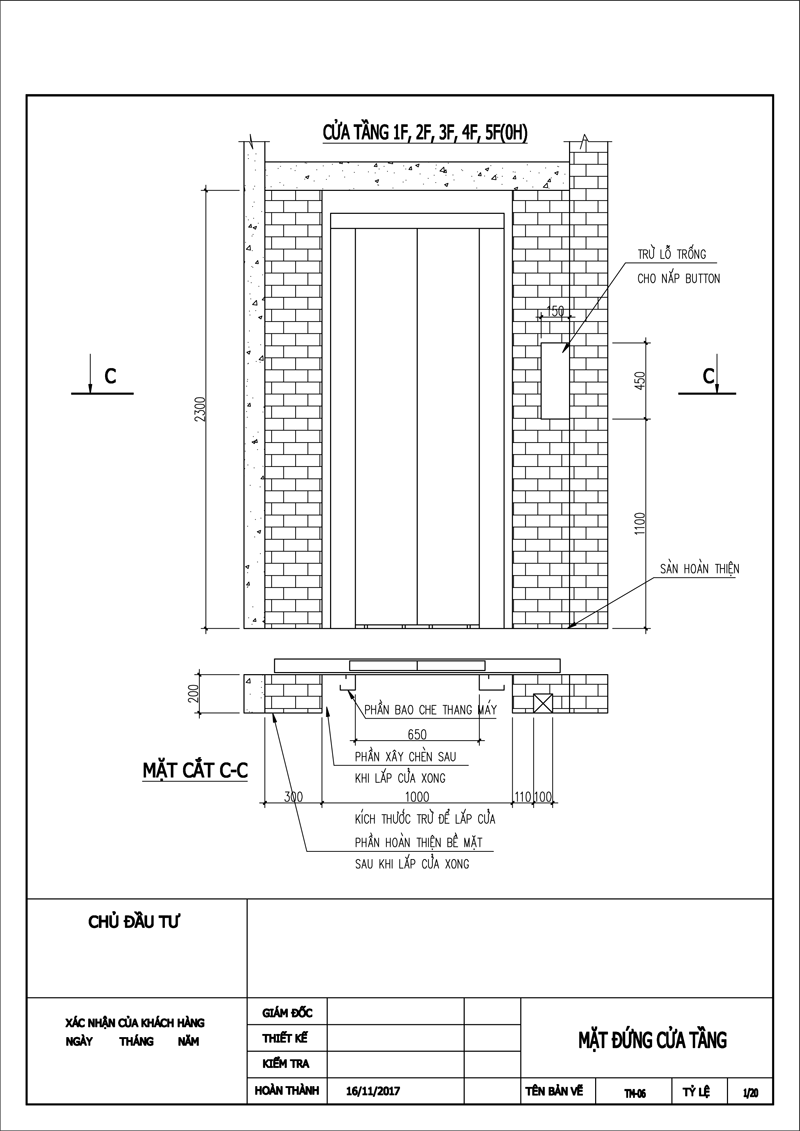 CỬA TẦNG 1F, 2F, 3F, 4F, 5F(0H)
TRỪ LỖ TRỐNG
CHO NẮP BUTTON
150
C
C
450
2300
1100
SÀN HOÀN THIỆN
200
PHẦN BAO CHE THANG MÁY
650
PHẦN XÂY CHÈN SAU
KHI LẮP CỬA XONG
MẶT CẮT C-C
300
1000
110
100
KÍCH THƯỚC TRỪ ĐỂ LẮP CỬA
PHẦN HOÀN THIỆN BỀ MẶT
SAU KHI LẮP CỬA XONG
CHỦ ĐẦU TƯ
XÁC NHẬN CỦA KHÁCH HÀNG
NGÀY THÁNG NĂM
GIÁM ĐỐC
THIẾT KẾ
KIỂM TRA
HOÀN THÀNH 16/11/2017
MẶT ĐỨNG CỬA TẦNG
TÊN BẢN VẼ TM-06 TỶ LỆ 1/20